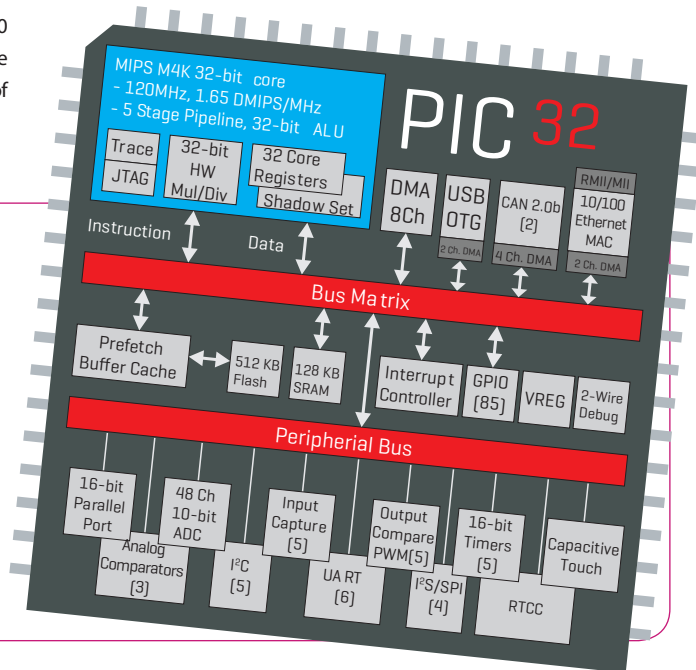 0
e
of
MIPS M4K 32-bit core
- 120MHz, 1.65 DMIPS/MHz
- 5 Stage Pipeline, 32-bit ALU
Trace
JTAG
32-bit
HW
Mul/Div
32 Core
Registers
Shadow Set
PIC 32
DMA
8Ch
USB
OTG
2 Ch. DMA
CAN 2.0b
(2)
4 Ch. DMA
RMII/MII
10/100
Ethernet
MAC
2 Ch. DMA
Instruction
Data
Bus Matrix
Prefetch
Buffer Cache
512 KB
Flash
128 KB
SRAM
Interrupt
Controller
GPIO
(85)
VREG
2-Wire
Debug
Peripherial Bus
16-bit
Parallel
Port
Analog
Comparators
(3)
48 Ch
10-bit
ADC
I²C
(5)
Input
Capture
(5)
UA RT
(6)
Output
Compare
PWM(5)
I²S/SPI
(4)
16-bit
Timers
(5)
RTCC
Capacitive
Touch